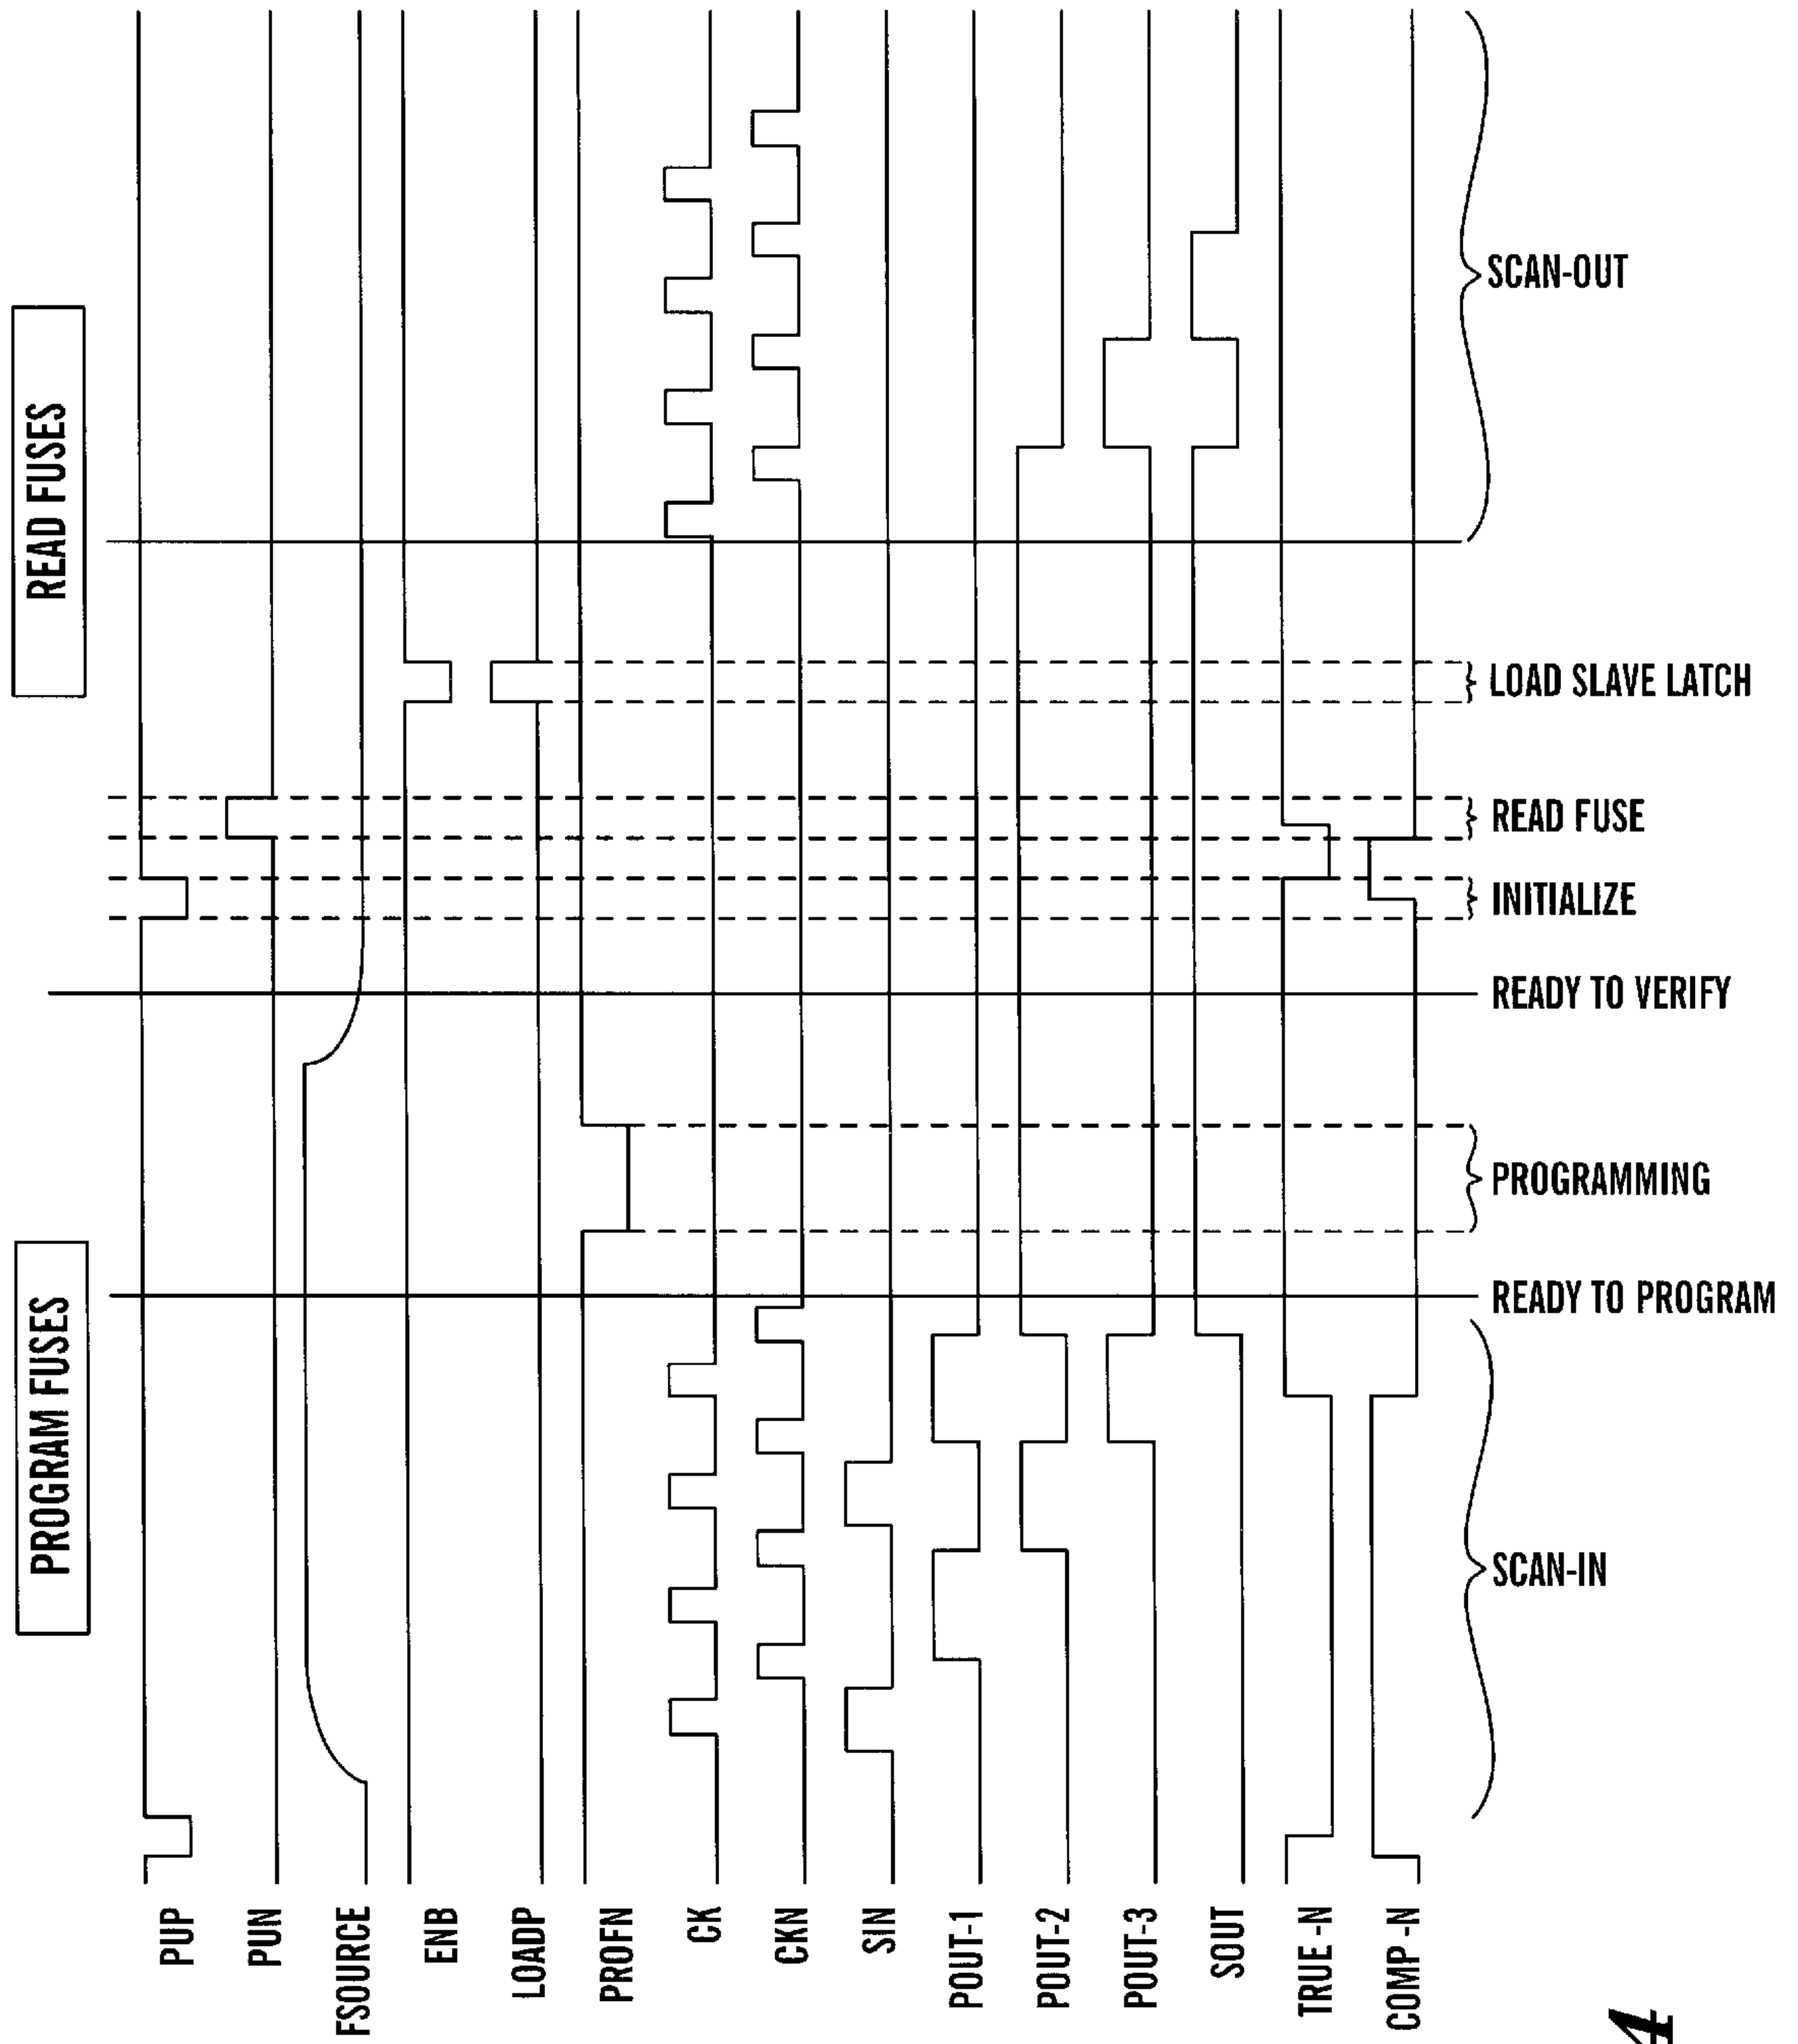 PROGRAM FUSES
READ FUSES
PUP
PUN
FSOURCE
ENB
LOADP
PROFN
CK
CKN
SIN
POUT-1
POUT-2
POUT-3
SOUT
TRUE-N
COMP-N
SCAN-IN
READY TO PROGRAM
PROGRAMMING
READY TO VERIFY
INITIALIZE
READ FUSE
LOAD SLAVE LATCH
SCAN-OUT
4